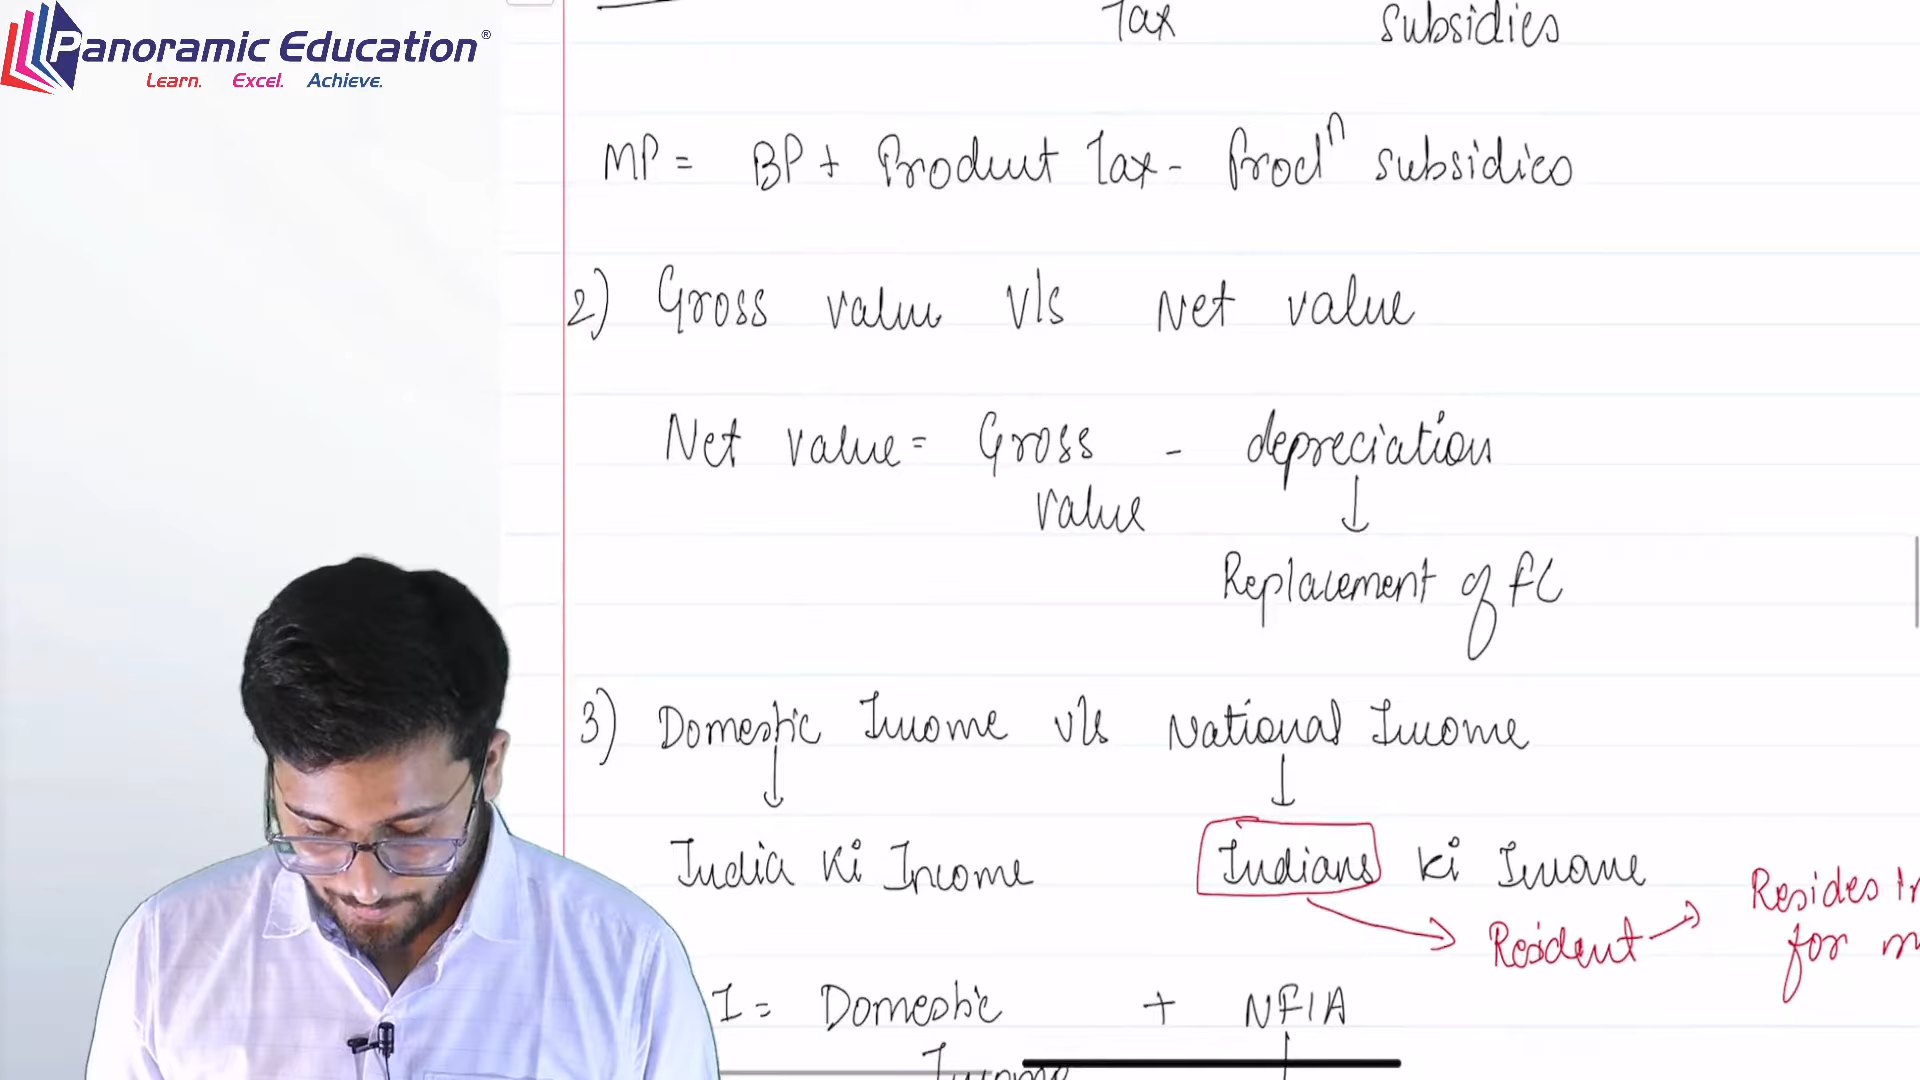 Panoramic Education®
Learn. Excel. Achieve.
Tax subsidies
MP = BP + Product Tax - Prodⁿ subsidies
2) Gross value v/s Net value
Net value = Gross value - depreciation
↓
Replacement of FC
3) Domestic Income v/s National Income
↓ ↓
India Ki Income Indians Ki Income
→ Resident → Resides
for
I = Domestic Income + NFIA